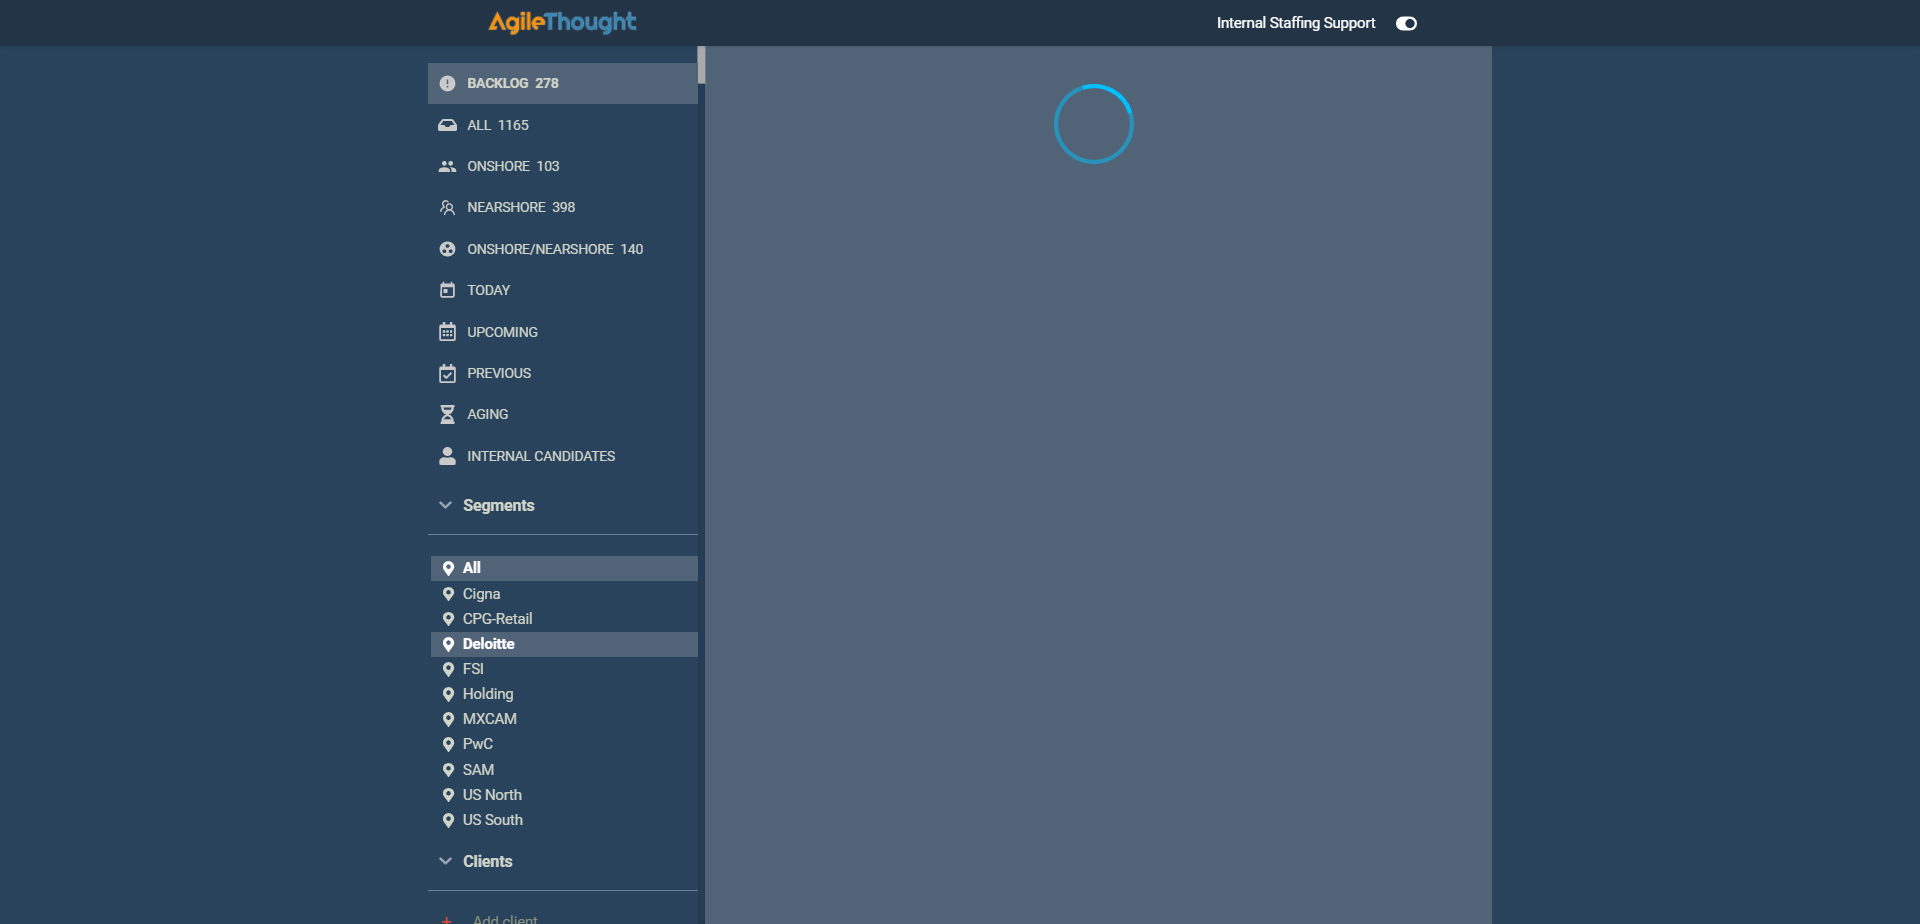 AgileThought
Internal Staffing Support
BACKLOG 278
ALL 1165
ONSHORE 103
NEARSHORE 398
ONSHORE/NEARSHORE 140
TODAY
UPCOMING
PREVIOUS
AGING
INTERNAL CANDIDATES
Segments
All
Cigna
CPG-Retail
Deloitte
FSI
Holding
MXCAM
PwC
SAM
US North
US South
Clients
+ Add client